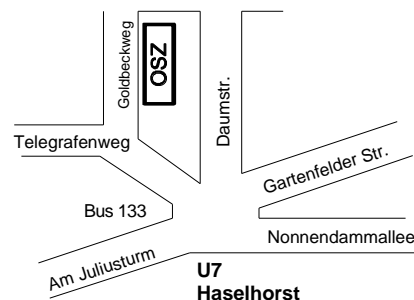 Goldbeckweg
OSZ
Daumstr.
Telegrafenweg
Gartenfelder Str.
Bus 133
Nonnendammallee
Am Juliusturm
U7
Haselhorst